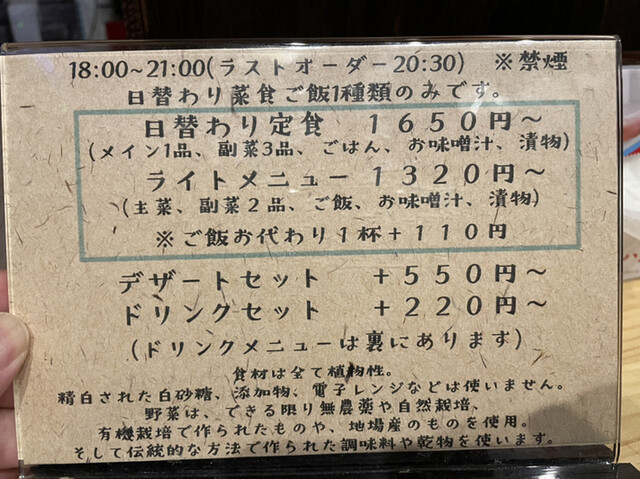 18:00~21:00(ラストオーダー20:30) ※禁煙
日替わり菜食ご飯1種類のみです。
日替わり定食 1650円〜
(メイン1品、副菜3品、ごはん、お味噌汁、漬物)
ライトメニュー 1320円〜
(主菜、副菜2品、ご飯、お味噌汁、漬物)
※ご飯お代わり1杯+110円
デザートセット +550円〜
ドリンクセット +220円〜
(ドリンクメニューは裏にあります)
食材は全て植物性。
精白された白砂糖、添加物、電子レンジなどは使いません。
野菜は、できる限り無農薬や自然栽培、
有機栽培で作られたものや、地場産のものを使用。
そして伝統的な方法で作られた調味料や乾物を使います。